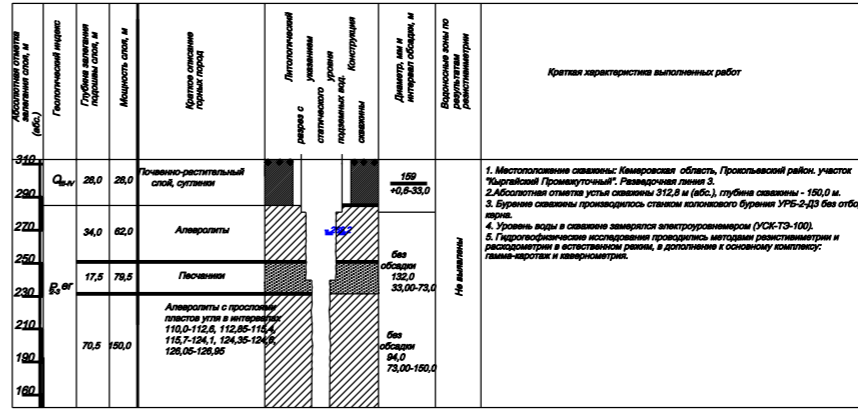 Абсолютная отметка
залегания слоя, м
(абс.)
Геологический индекс
Глубина залегания
подошвы слоя, м
Мощность слоя, м
Краткое описание
горных пород
Литологический
разрез с указанием
статического уровня
подземных вод. Конструкция
скважины
Диаметр, мм и
интервал обсадки, м
Водоносные зоны по
результатам
резистивиметрии
Краткая характеристика выполненных работ
310
290
270
250
230
210
190
160
28,0
28,0
Почвенно-растительный
слой, суглинки
159
+0,6-33,0
34,0
62,0
Алевролиты
17,5
79,5
Песчаники
без
обсадки
132,0
33,00-73,0
70,5
150,0
Алевролиты с прослоями
пластов угля в интервалах
110,0-112,6, 112,85-115,4,
115,7-124,1, 124,35-124,6,
126,05-126,95
без
обсадки
94,0
73,00-150,0
Не выявлены
1. Местоположение скважины: Кемеровская область, Прокопьевский район. участок
"Кыргайский Промежуточный". Разведочная линия 3.
2.Абсолютная отметка устья скважины 312,8 м (абс.), глубина скважины - 150,0 м.
3. Бурение скважины производилось станком колонкового бурения УРБ-2-ДЗ без отбор
керна.
4. Уровень воды в скважине замерялся электроуровнемером (УСК-ТЭ-100).
5. Гидрогеофизические исследования проводились методами резистивиметрии и
расходометрии в естественном режим, в дополнение к основному комплексу:
гамма-каротаж и кавернометрия.